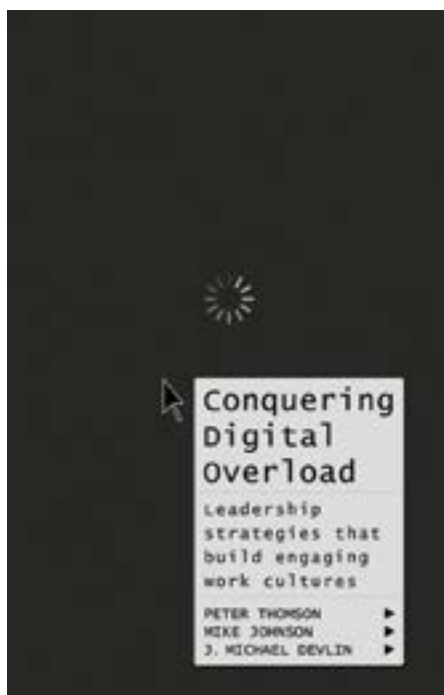 Conquering
Digital
Overload
Leadership
strategies that
build engaging
work cultures
PETER THOMSON
MIKE JOHNSON
J. MICHAEL DEVLIN